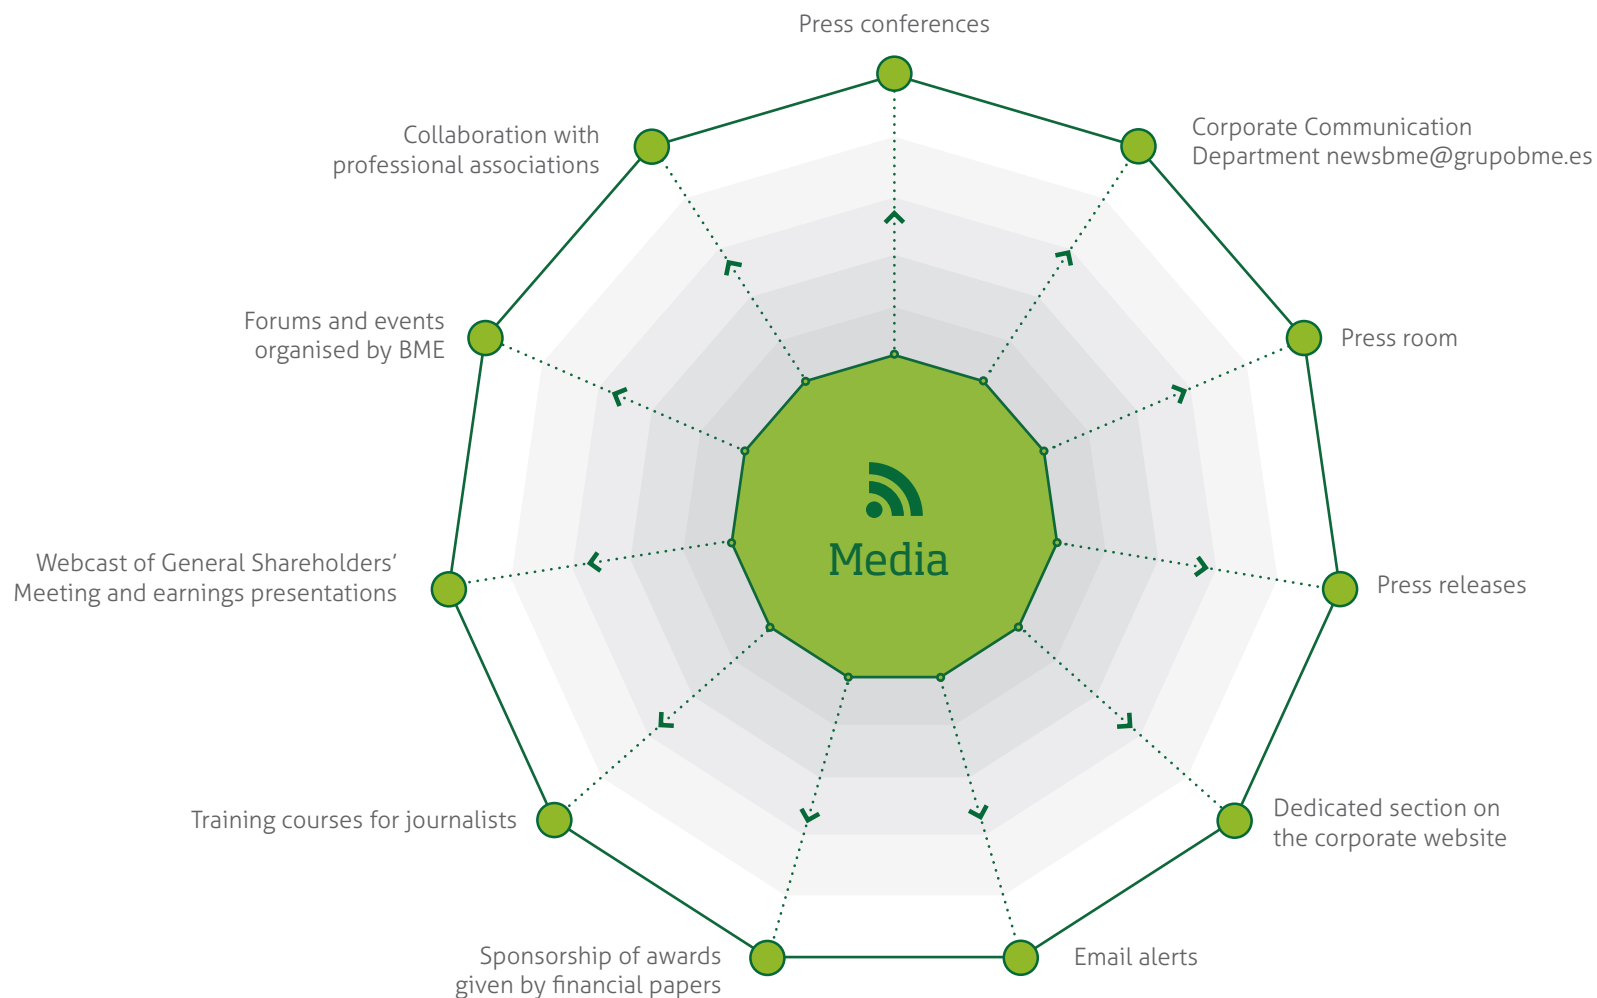 Press conferences
Corporate Communication
Department newsbme@grupobme.es
Press room
Press releases
Dedicated section on
the corporate website
Email alerts
Sponsorship of awards
given by financial papers
Training courses for journalists
Webcast of General Shareholders‘
Meeting and earnings presentations
Forums and events
organised by BME
Collaboration with
professional associations
Media